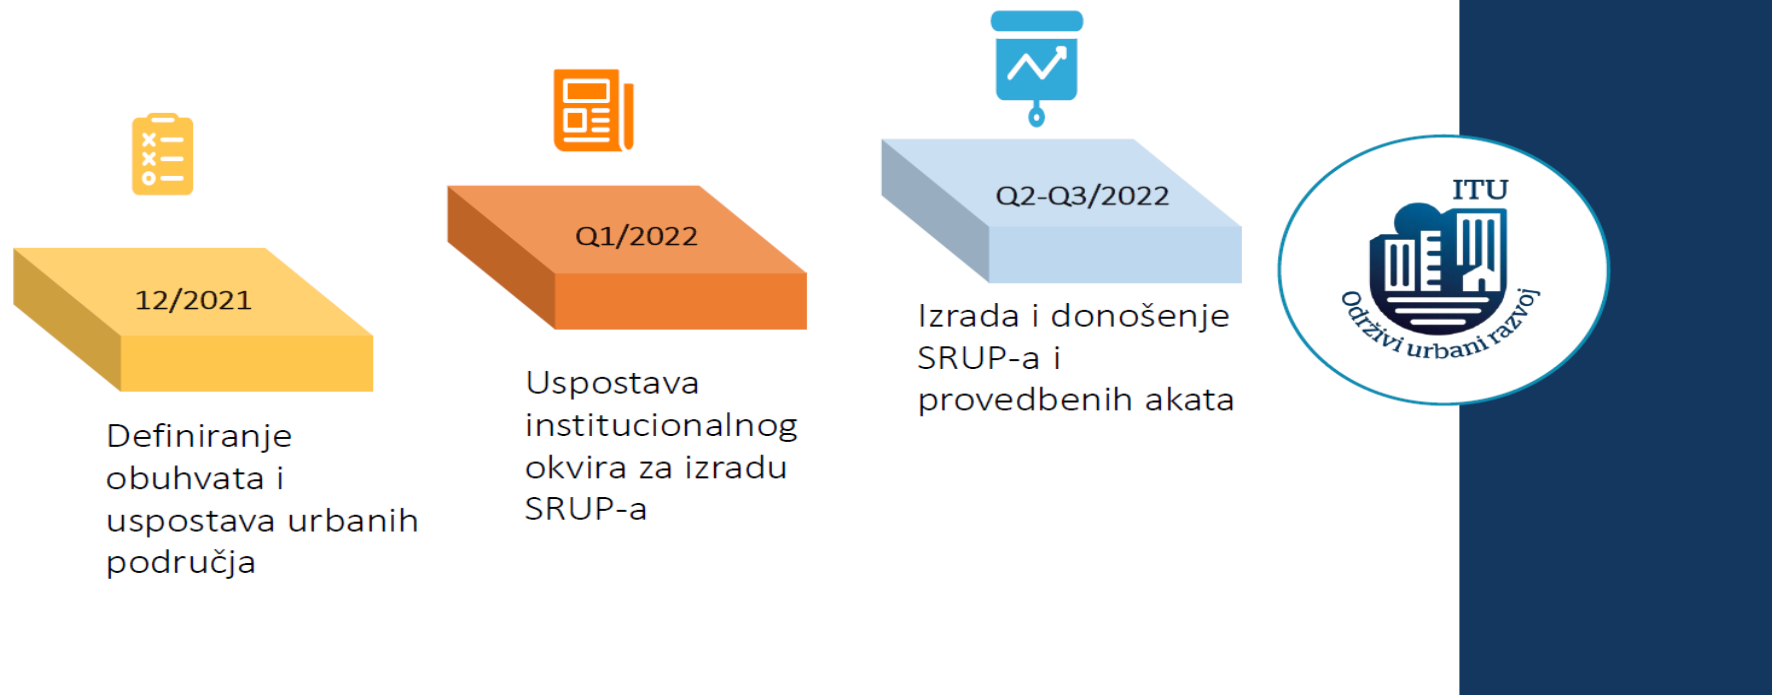 12/2021
Definiranje
obuhvata i
uspostava urbanih
područja
Q1/2022
Uspostava
institucionalnog
okvira za izradu
SRUP-a
Q2-Q3/2022
Izrada i donošenje
SRUP-a i
provedbenih akata
ITU
Održivi urbani razvoj